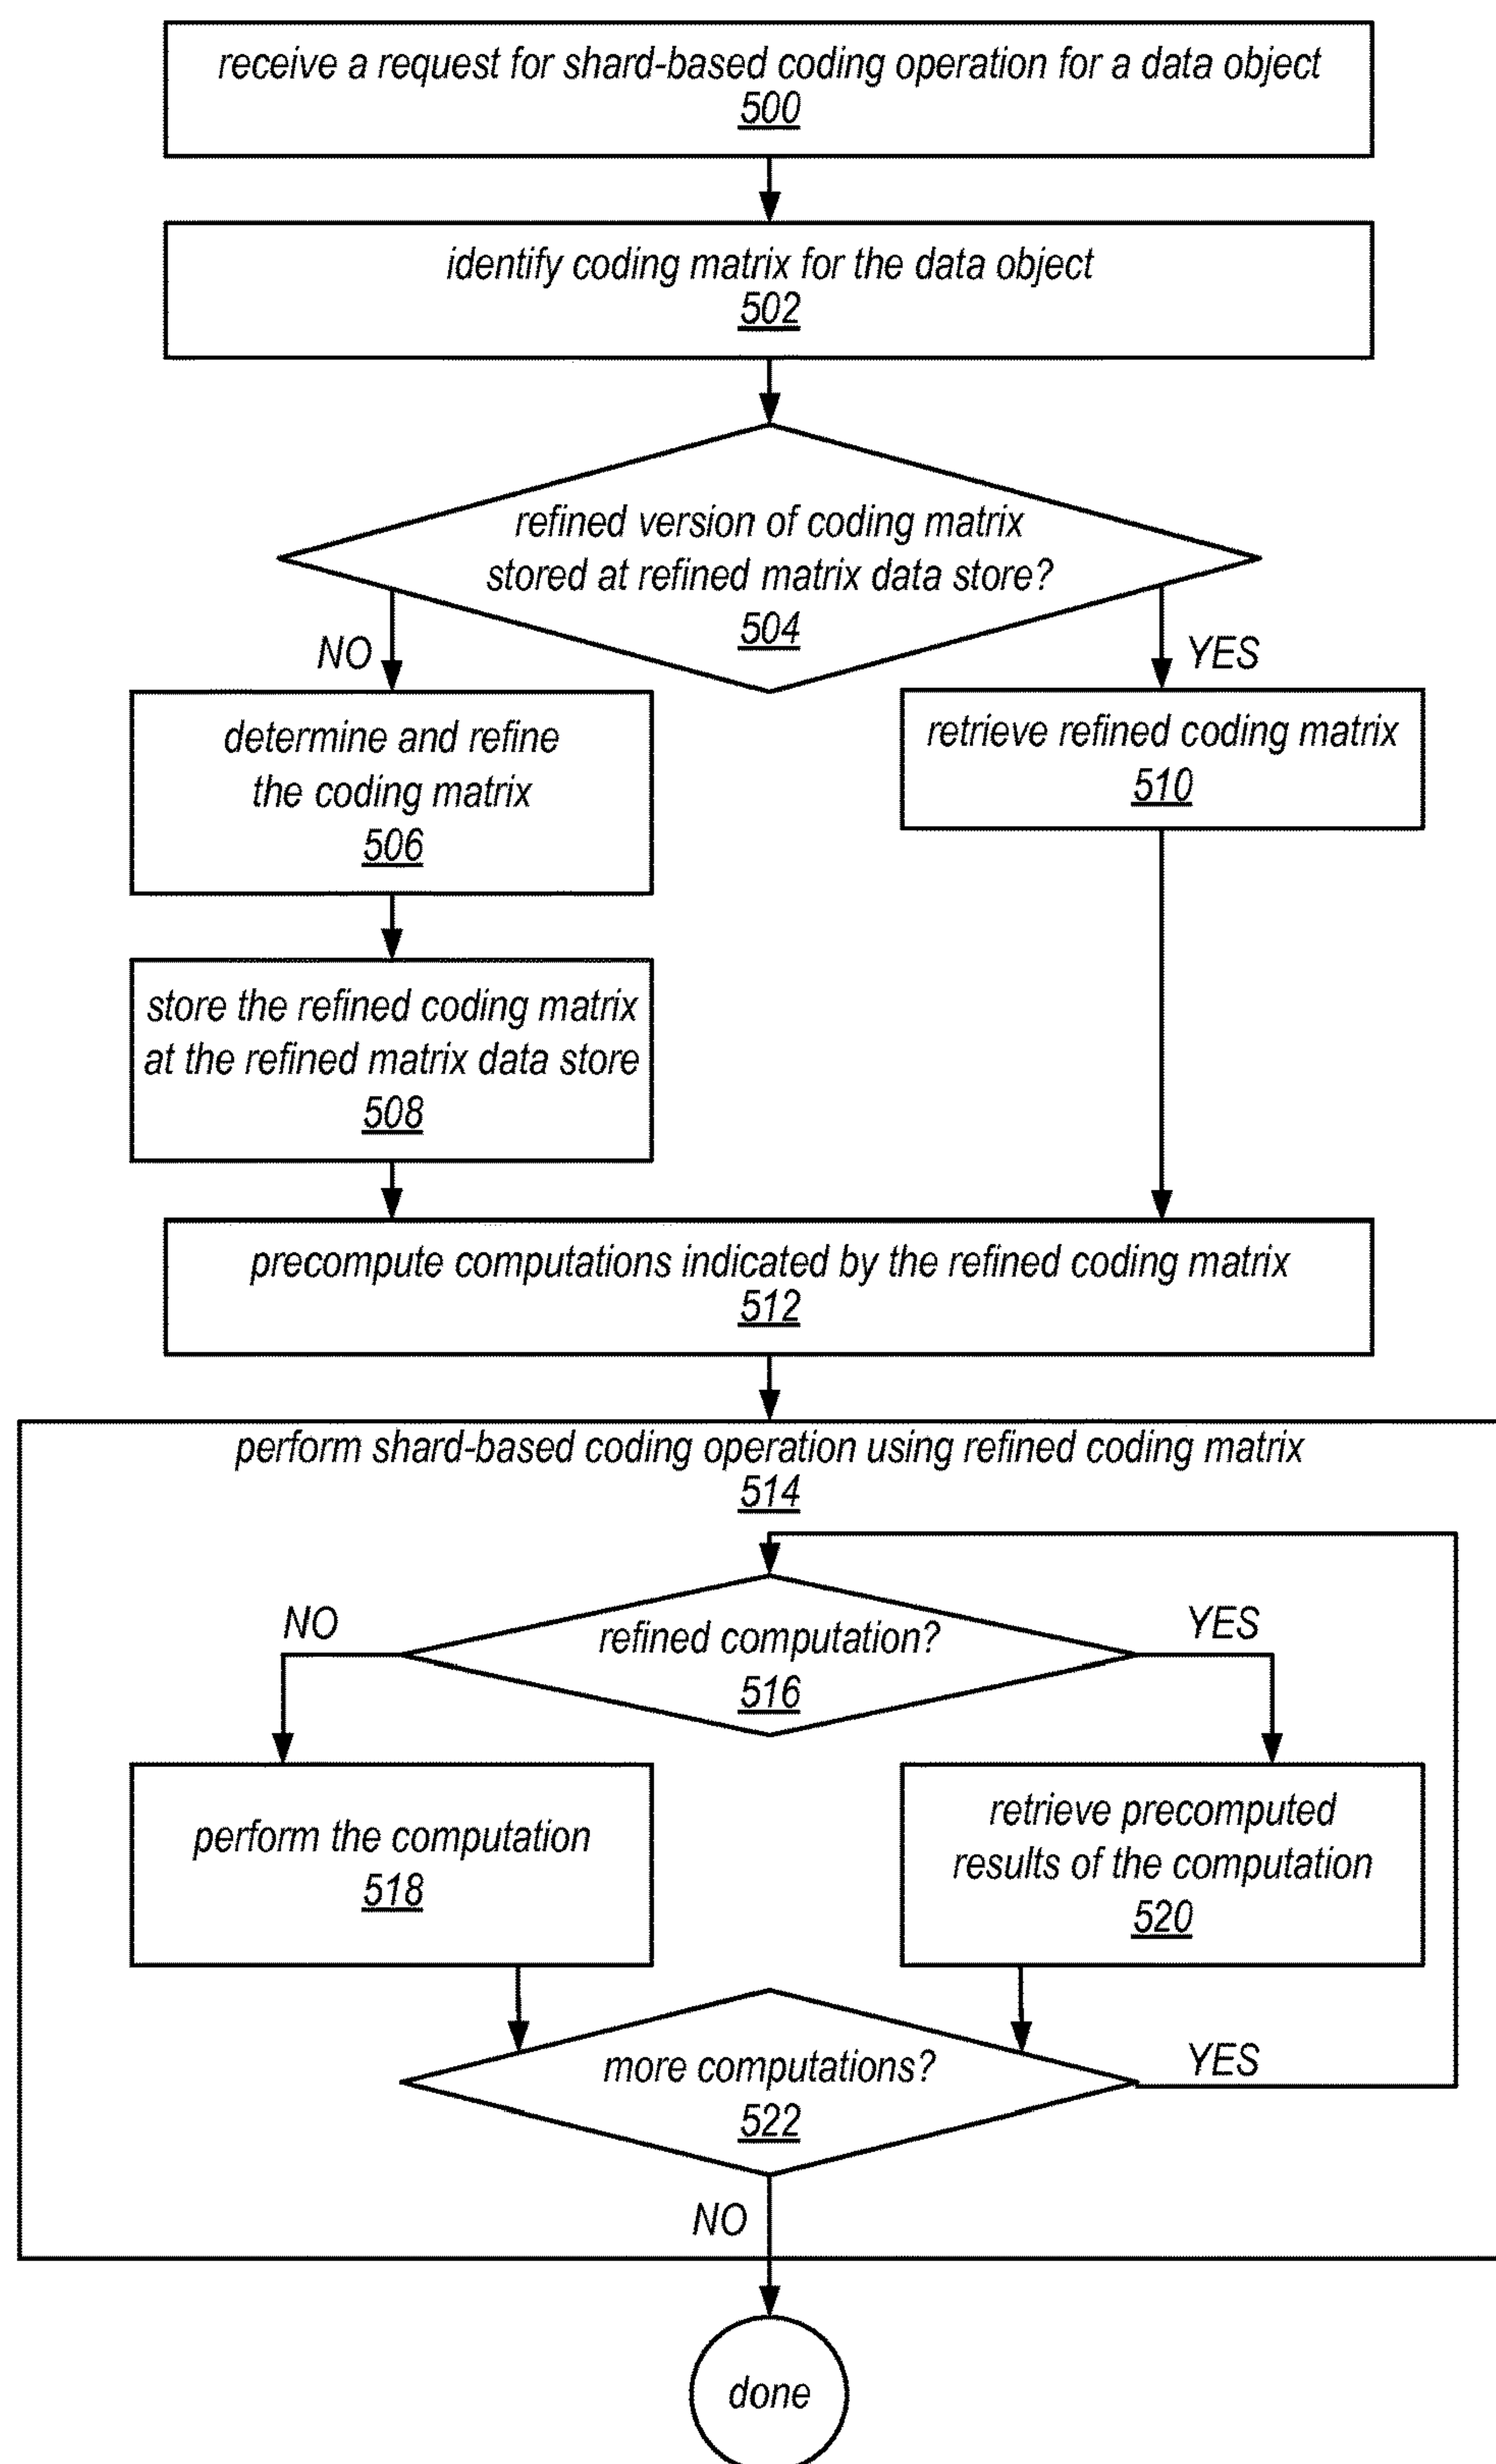 receive a request for shard-based coding operation for a data object
500
identify coding matrix for the data object
502
refined version of coding matrix
stored at refined matrix data store?
504
NO
YES
determine and refine
the coding matrix
506
retrieve refined coding matrix
510
store the refined coding matrix
at the refined matrix data store
508
precompute computations indicated by the refined coding matrix
512
perform shard-based coding operation using refined coding matrix
514
NO
refined computation?
YES
516
perform the computation
518
retrieve precomputed
results of the computation
520
more computations?
YES
522
NO
done